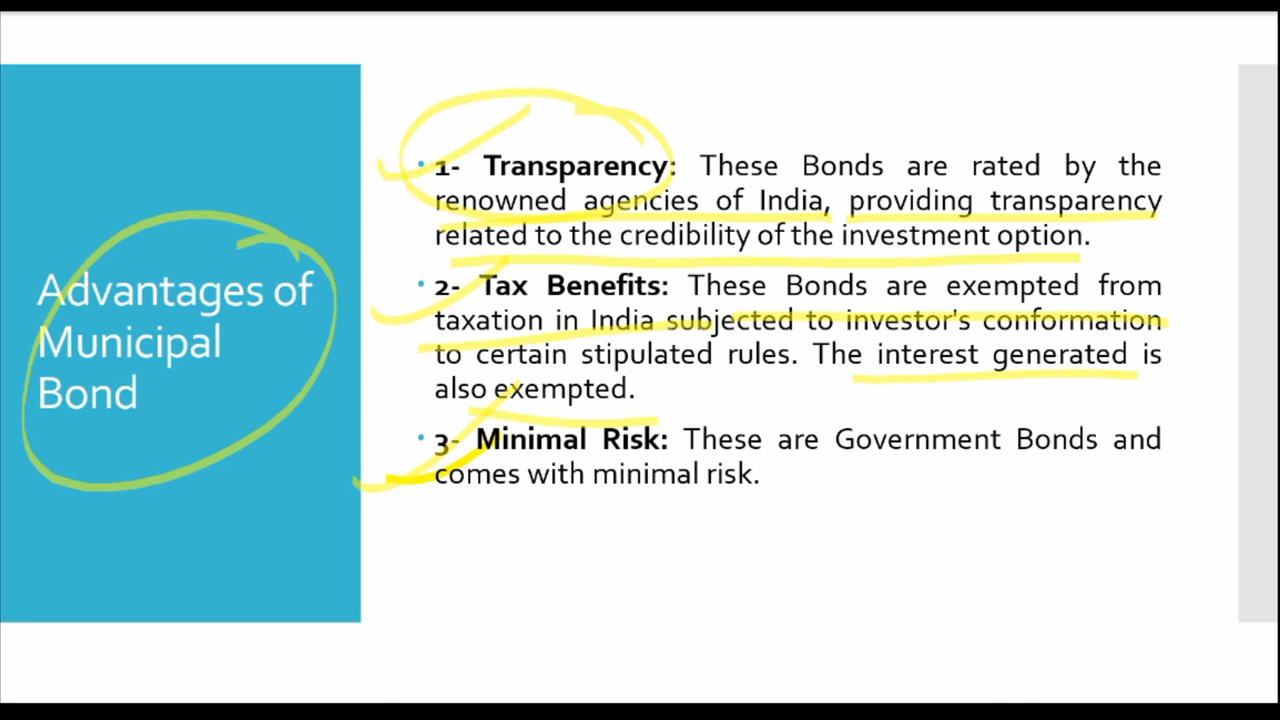 Advantages of
Municipal
Bond
• 1- Transparency: These Bonds are rated by the
renowned agencies of India, providing transparency
related to the credibility of the investment option.
• 2- Tax Benefits: These Bonds are exempted from
taxation in India subjected to investor's conformation
to certain stipulated rules. The interest generated is
also exempted.
• 3- Minimal Risk: These are Government Bonds and
comes with minimal risk.